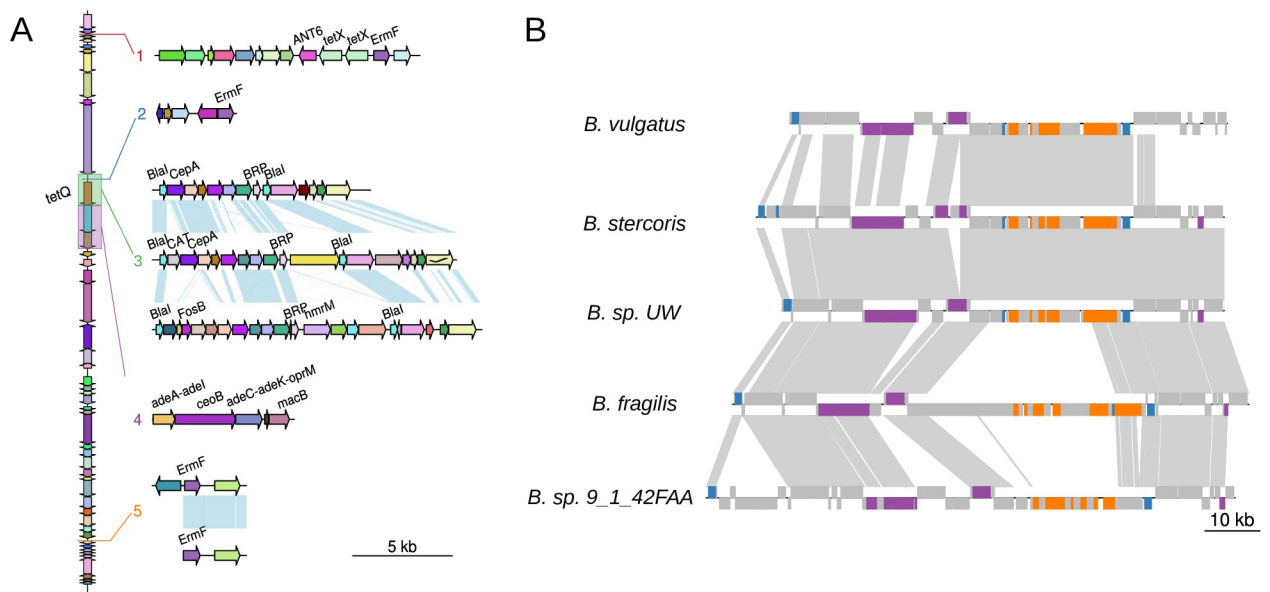 A
B
1
ANT6 tetX tetX ErmF
2
ErmF
tetQ
BlaI CepA BRP BlaI
3
BlaI CAT CepA BRP BlaI
BlaI FosB BRP hmrM BlaI
4
adeA-adeI ceoB adeC-adeK-oprM macB
5
ErmF
ErmF
5 kb
B. vulgatus
B. stercoris
B. sp. UW
B. fragilis
B. sp. 9_1_42FAA
10 kb